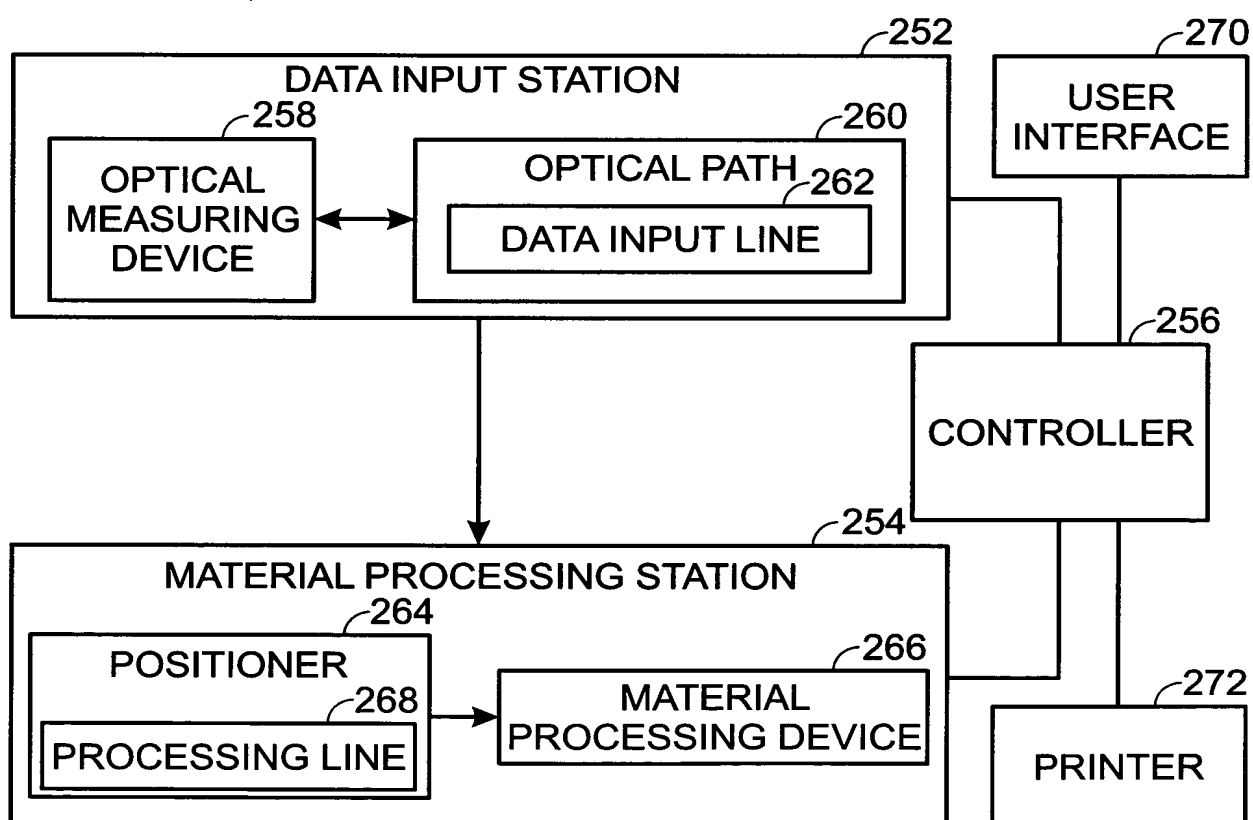 252
DATA INPUT STATION
258
OPTICAL
MEASURING
DEVICE
260
OPTICAL PATH
262
DATA INPUT LINE
270
USER
INTERFACE
256
CONTROLLER
254
MATERIAL PROCESSING STATION
264
POSITIONER
268
PROCESSING LINE
266
MATERIAL
PROCESSING DEVICE
272
PRINTER